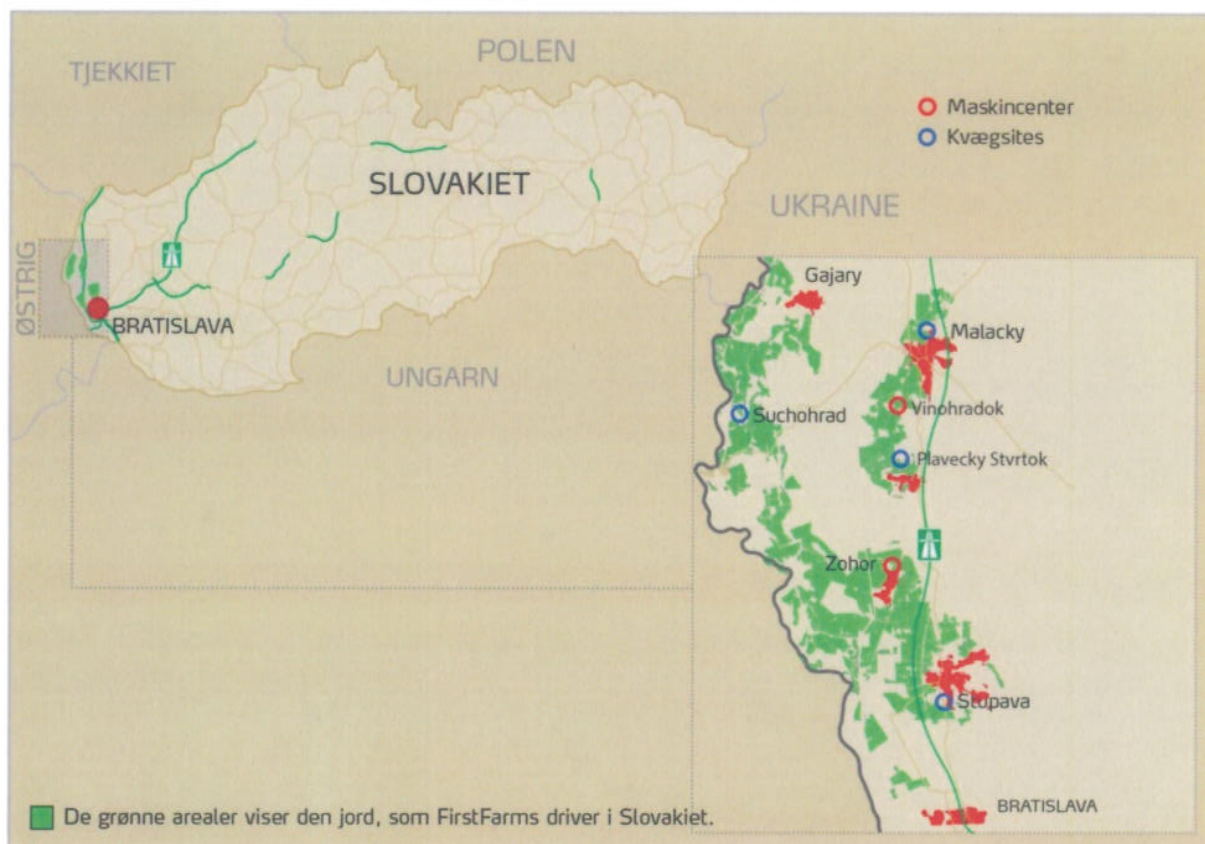 POLEN
TJEKKIET
Maskincenter
Kvægsites
SLOVAKIET
UKRAINE
ØSTRIG
BRATISLAVA
UNGARN
Gajary
Malacky
Suchohrad
Vinohradok
Plavecky Stvrtok
Zohor
Stupava
BRATISLAVA
De grønne arealer viser den jord, som FirstFarms driver i Slovakiet.